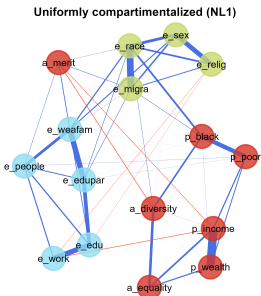 Uniformly compartimentalized (NL1)
e_sex
e_race
a_merit
e_relig
e_migra
e_weafam
p_black
p_poor
e_people
e_edupar
a_diversity
p_income
e_edu
e_work
p_wealth
a_equality